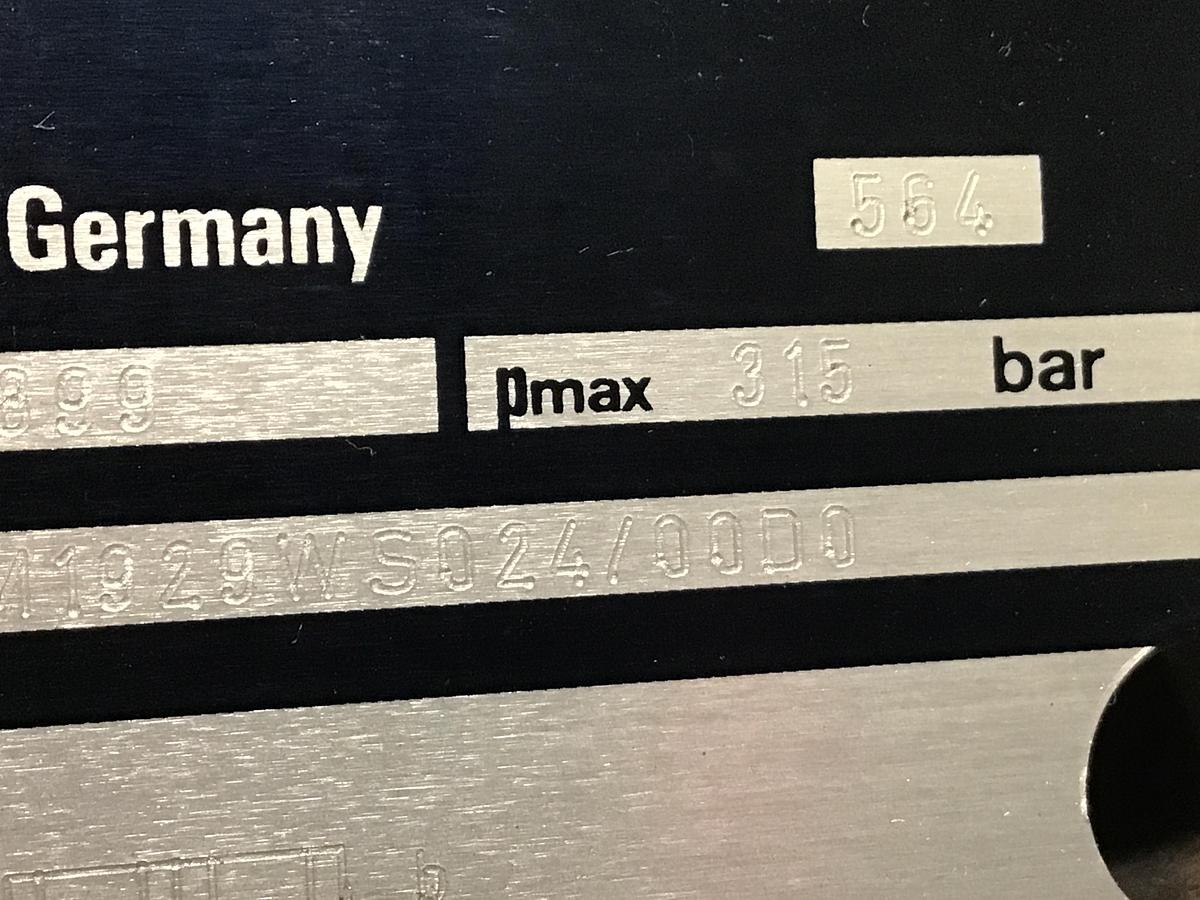 564
Germany
899 pmax 315 bar
41929WS024/00D0
b